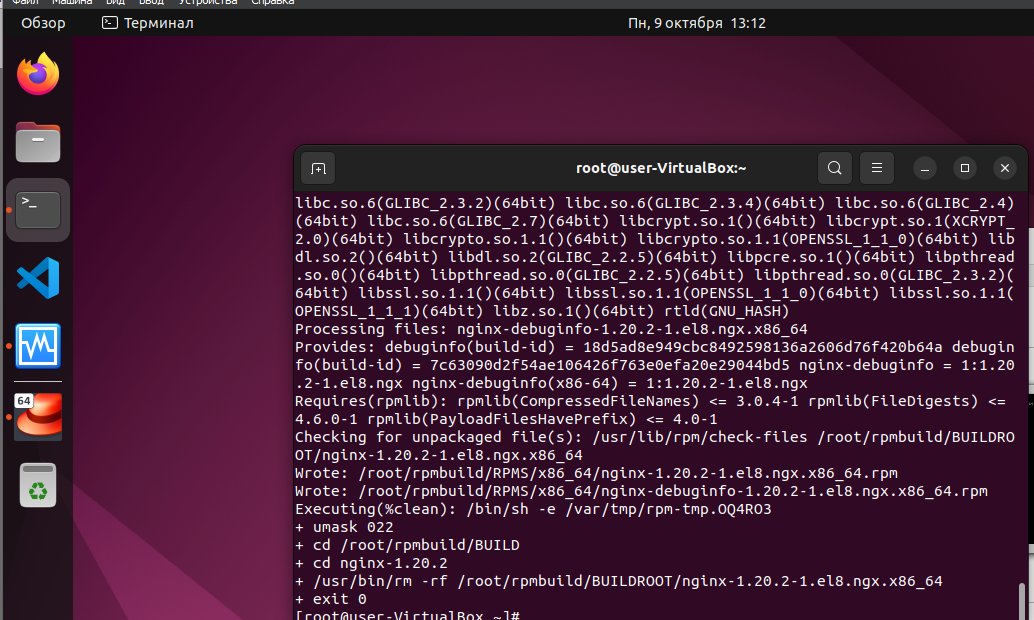 Файл Машина Вид Ввод Устройства Справка
Обзор Терминал Пн, 9 октября 13:12
root@user-VirtualBox:~
>_
64
libc.so.6(GLIBC_2.3.2)(64bit) libc.so.6(GLIBC_2.3.4)(64bit) libc.so.6(GLIBC_2.4)
(64bit) libc.so.6(GLIBC_2.7)(64bit) libcrypt.so.1()(64bit) libcrypt.so.1(XCRYPT_
2.0)(64bit) libcrypto.so.1.1()(64bit) libcrypto.so.1.1(OPENSSL_1_1_0)(64bit) lib
dl.so.2()(64bit) libdl.so.2(GLIBC_2.2.5)(64bit) libpcre.so.1()(64bit) libpthread
.so.0()(64bit) libpthread.so.0(GLIBC_2.2.5)(64bit) libpthread.so.0(GLIBC_2.3.2)(
64bit) libssl.so.1.1()(64bit) libssl.so.1.1(OPENSSL_1_1_0)(64bit) libssl.so.1.1(
OPENSSL_1_1_1)(64bit) libz.so.1()(64bit) rtld(GNU_HASH)
Processing files: nginx-debuginfo-1.20.2-1.el8.ngx.x86_64
Provides: debuginfo(build-id) = 18d5ad8e949cbc8492598136a2606d76f420b64a debugin
fo(build-id) = 7c63090d2f54ae106426f763e0efa20e29044bd5 nginx-debuginfo = 1:1.20
.2-1.el8.ngx nginx-debuginfo(x86-64) = 1:1.20.2-1.el8.ngx
Requires(rpmlib): rpmlib(CompressedFileNames) <= 3.0.4-1 rpmlib(FileDigests) <=
4.6.0-1 rpmlib(PayloadFilesHavePrefix) <= 4.0-1
Checking for unpackaged file(s): /usr/lib/rpm/check-files /root/rpmbuild/BUILDRO
OT/nginx-1.20.2-1.el8.ngx.x86_64
Wrote: /root/rpmbuild/RPMS/x86_64/nginx-1.20.2-1.el8.ngx.x86_64.rpm
Wrote: /root/rpmbuild/RPMS/x86_64/nginx-debuginfo-1.20.2-1.el8.ngx.x86_64.rpm
Executing(%clean): /bin/sh -e /var/tmp/rpm-tmp.OQ4RO3
+ umask 022
+ cd /root/rpmbuild/BUILD
+ cd nginx-1.20.2
+ /usr/bin/rm -rf /root/rpmbuild/BUILDROOT/nginx-1.20.2-1.el8.ngx.x86_64
+ exit 0
[root@user-VirtualBox ~]#